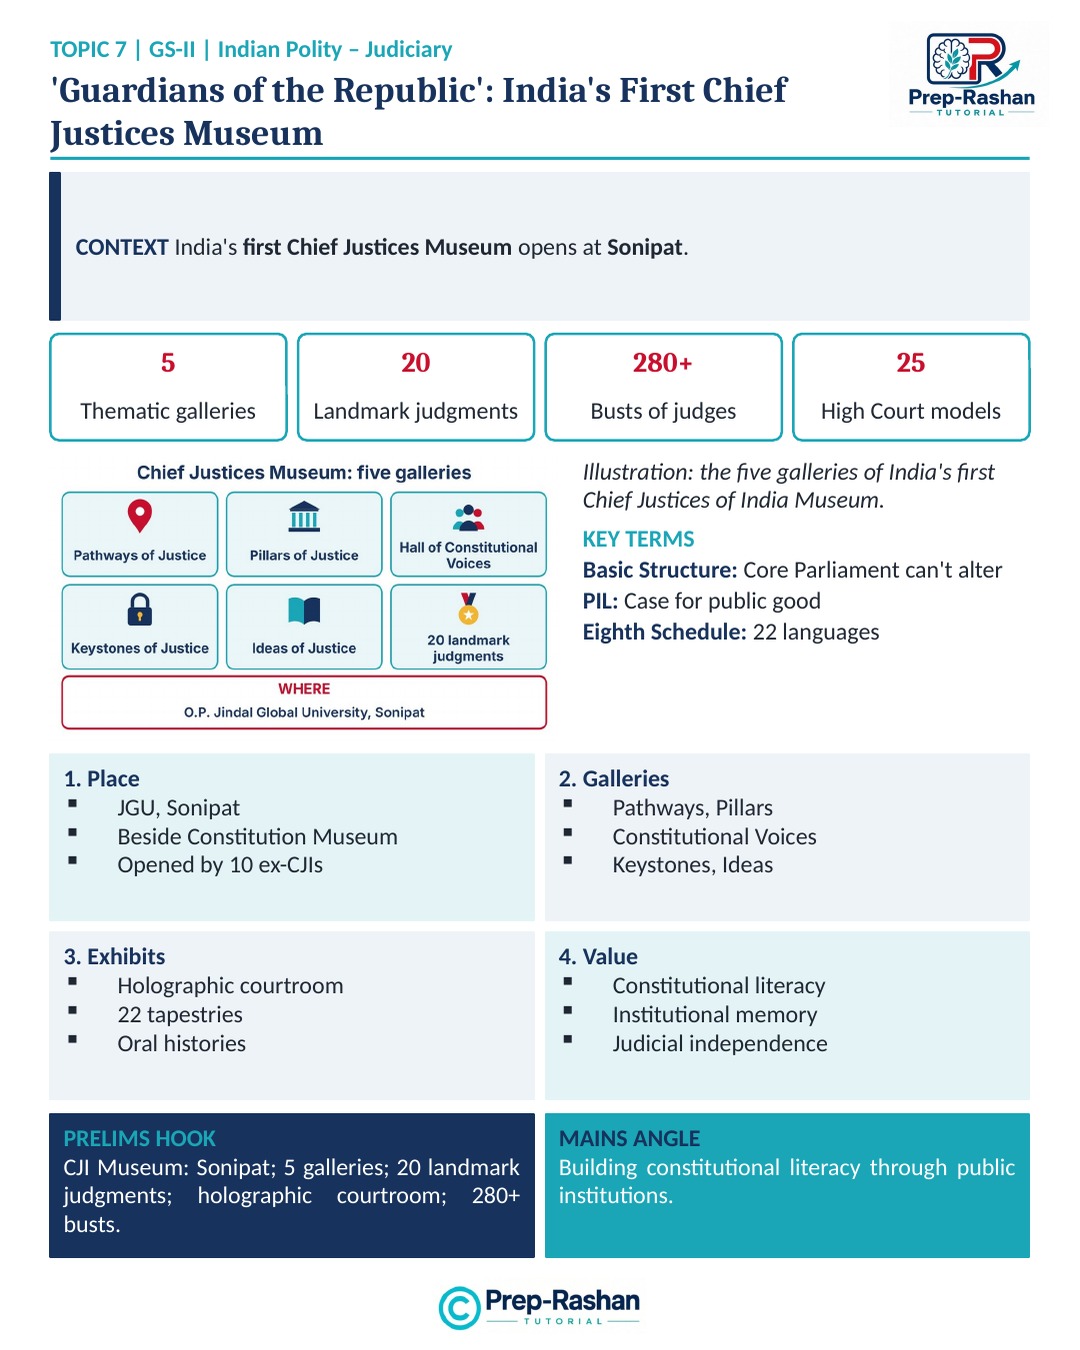 TOPIC 7 | GS-II | Indian Polity – Judiciary
'Guardians of the Republic': India's First Chief
Justices Museum
Prep-Rashan
TUTORIAL
CONTEXT India's first Chief Justices Museum opens at Sonipat.
5
Thematic galleries
20
Landmark judgments
280+
Busts of judges
25
High Court models
Chief Justices Museum: five galleries
Pathways of Justice
Pillars of Justice
Hall of Constitutional
Voices
Keystones of Justice
Ideas of Justice
20 landmark
judgments
WHERE
O.P. Jindal Global University, Sonipat
Illustration: the five galleries of India's first
Chief Justices of India Museum.
KEY TERMS
Basic Structure: Core Parliament can't alter
PIL: Case for public good
Eighth Schedule: 22 languages
1. Place
▪ JGU, Sonipat
▪ Beside Constitution Museum
▪ Opened by 10 ex-CJIs
2. Galleries
▪ Pathways, Pillars
▪ Constitutional Voices
▪ Keystones, Ideas
3. Exhibits
▪ Holographic courtroom
▪ 22 tapestries
▪ Oral histories
4. Value
▪ Constitutional literacy
▪ Institutional memory
▪ Judicial independence
PRELIMS HOOK
CJI Museum: Sonipat; 5 galleries; 20 landmark
judgments; holographic courtroom; 280+
busts.
MAINS ANGLE
Building constitutional literacy through public
institutions.
© Prep-Rashan
TUTORIAL